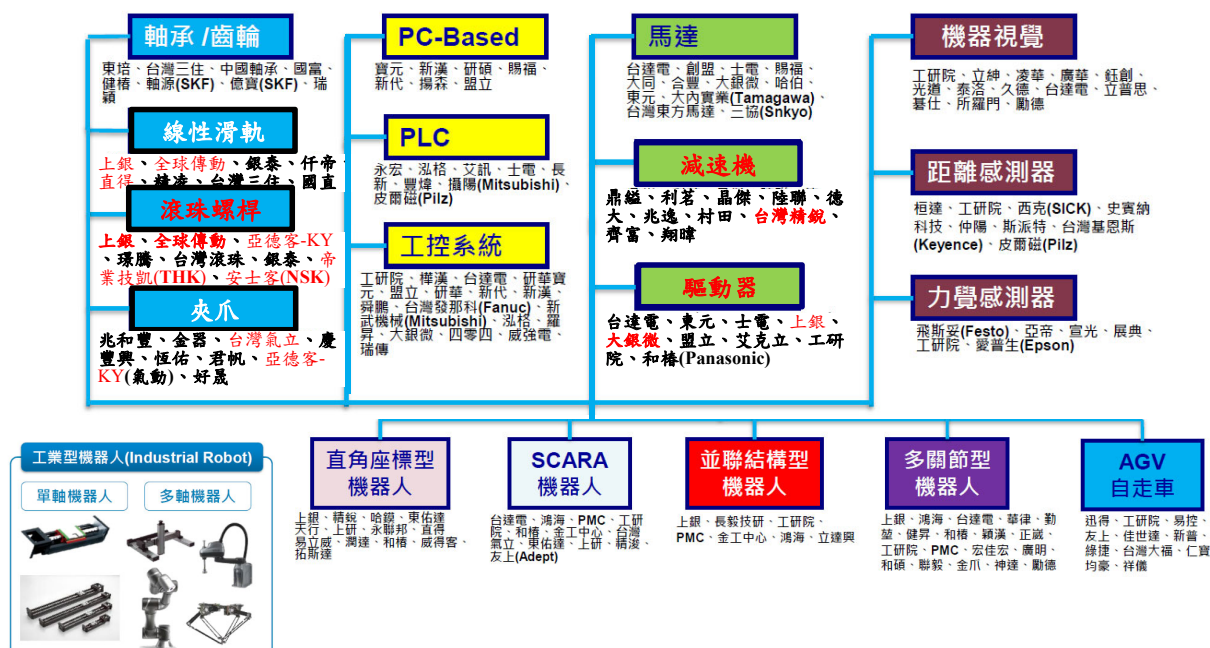 軸承 /齒輪
東培、台灣三住、中國軸承、國富、
健椿、軸源(SKF)、億寶(SKF)、瑞
穎
線性滑軌
上銀、全球傳動、銀泰、仟帝、
直得、精凌、台灣三住、國直
滾珠螺桿
上銀、全球傳動、亞德客-KY
、璟騰、台灣滾珠、銀泰、帝
業技凱(THK)、安士客(NSK)
夾爪
兆和豐、金器、台灣氣立、慶
豐興、恆佑、君帆、亞德客-
KY(氣動)、好晟
PC-Based
寶元、新漢、研碩、賜福、
新代、揚森、盟立
PLC
永宏、泓格、艾訊、士電、長
新、豐煒、攝陽(Mitsubishi)、
皮爾磁(Pilz)
工控系統
工研院、樺漢、台達電、研華寶
元、盟立、研華、新代、新漢、
舜鵬、台灣發那科(Fanuc)、新
武機械(Mitsubishi)、泓格、羅
昇、大銀微、四零四、威強電、
瑞傳
馬達
台達電、創盟、士電、賜福、
大同、合豐、大銀微、哈伯、
東元、大內實業(Tamagawa)、
台灣東方馬達、三協(Snkyo)
減速機
鼎緇、利茗、晶傑、陸聯、德
大、兆逸、村田、台灣精銳、
齊富、翔暐
驅動器
台達電、東元、士電、上銀、
大銀微、盟立、艾克立、工研
院、和椿(Panasonic)
機器視覺
工研院、立紳、凌華、廣華、鈺創、
光道、泰洛、久德、台達電、立普思、
碁仕、所羅門、勵德
距離感測器
桓達、工研院、西克(SICK)、史賓納
科技、仲陽、斯派特、台灣基恩斯
(Keyence)、皮爾磁(Pilz)
力覺感測器
飛斯妥(Festo)、亞帝、宣光、展典、
工研院、愛普生(Epson)
工業型機器人(Industrial Robot)
單軸機器人
多軸機器人
直角座標型
機器人
上銀、精銳、哈鏌、東佑達
天行、上研、永聯邦、直得
易立威、潤達、和椿、威得客、
拓斯達
SCARA
機器人
台達電、鴻海、PMC、工研
院、和椿、金工中心、台灣
氣立、東佑達、上研、精浚、
友上(Adept)
並聯結構型
機器人
上銀、長毅技研、工研院、
PMC、金工中心、鴻海、立達興
多關節型
機器人
上銀、鴻海、台達電、華律、勤
堃、健昇、和椿、穎漢、正崴、
工研院、PMC、宏佳宏、廣明、
和碩、聯毅、金爪、神達、勵德
AGV
自走車
迅得、工研院、易控、
友上、佳世達、新普、
綠捷、台灣大福、仁寶
均豪、祥儀